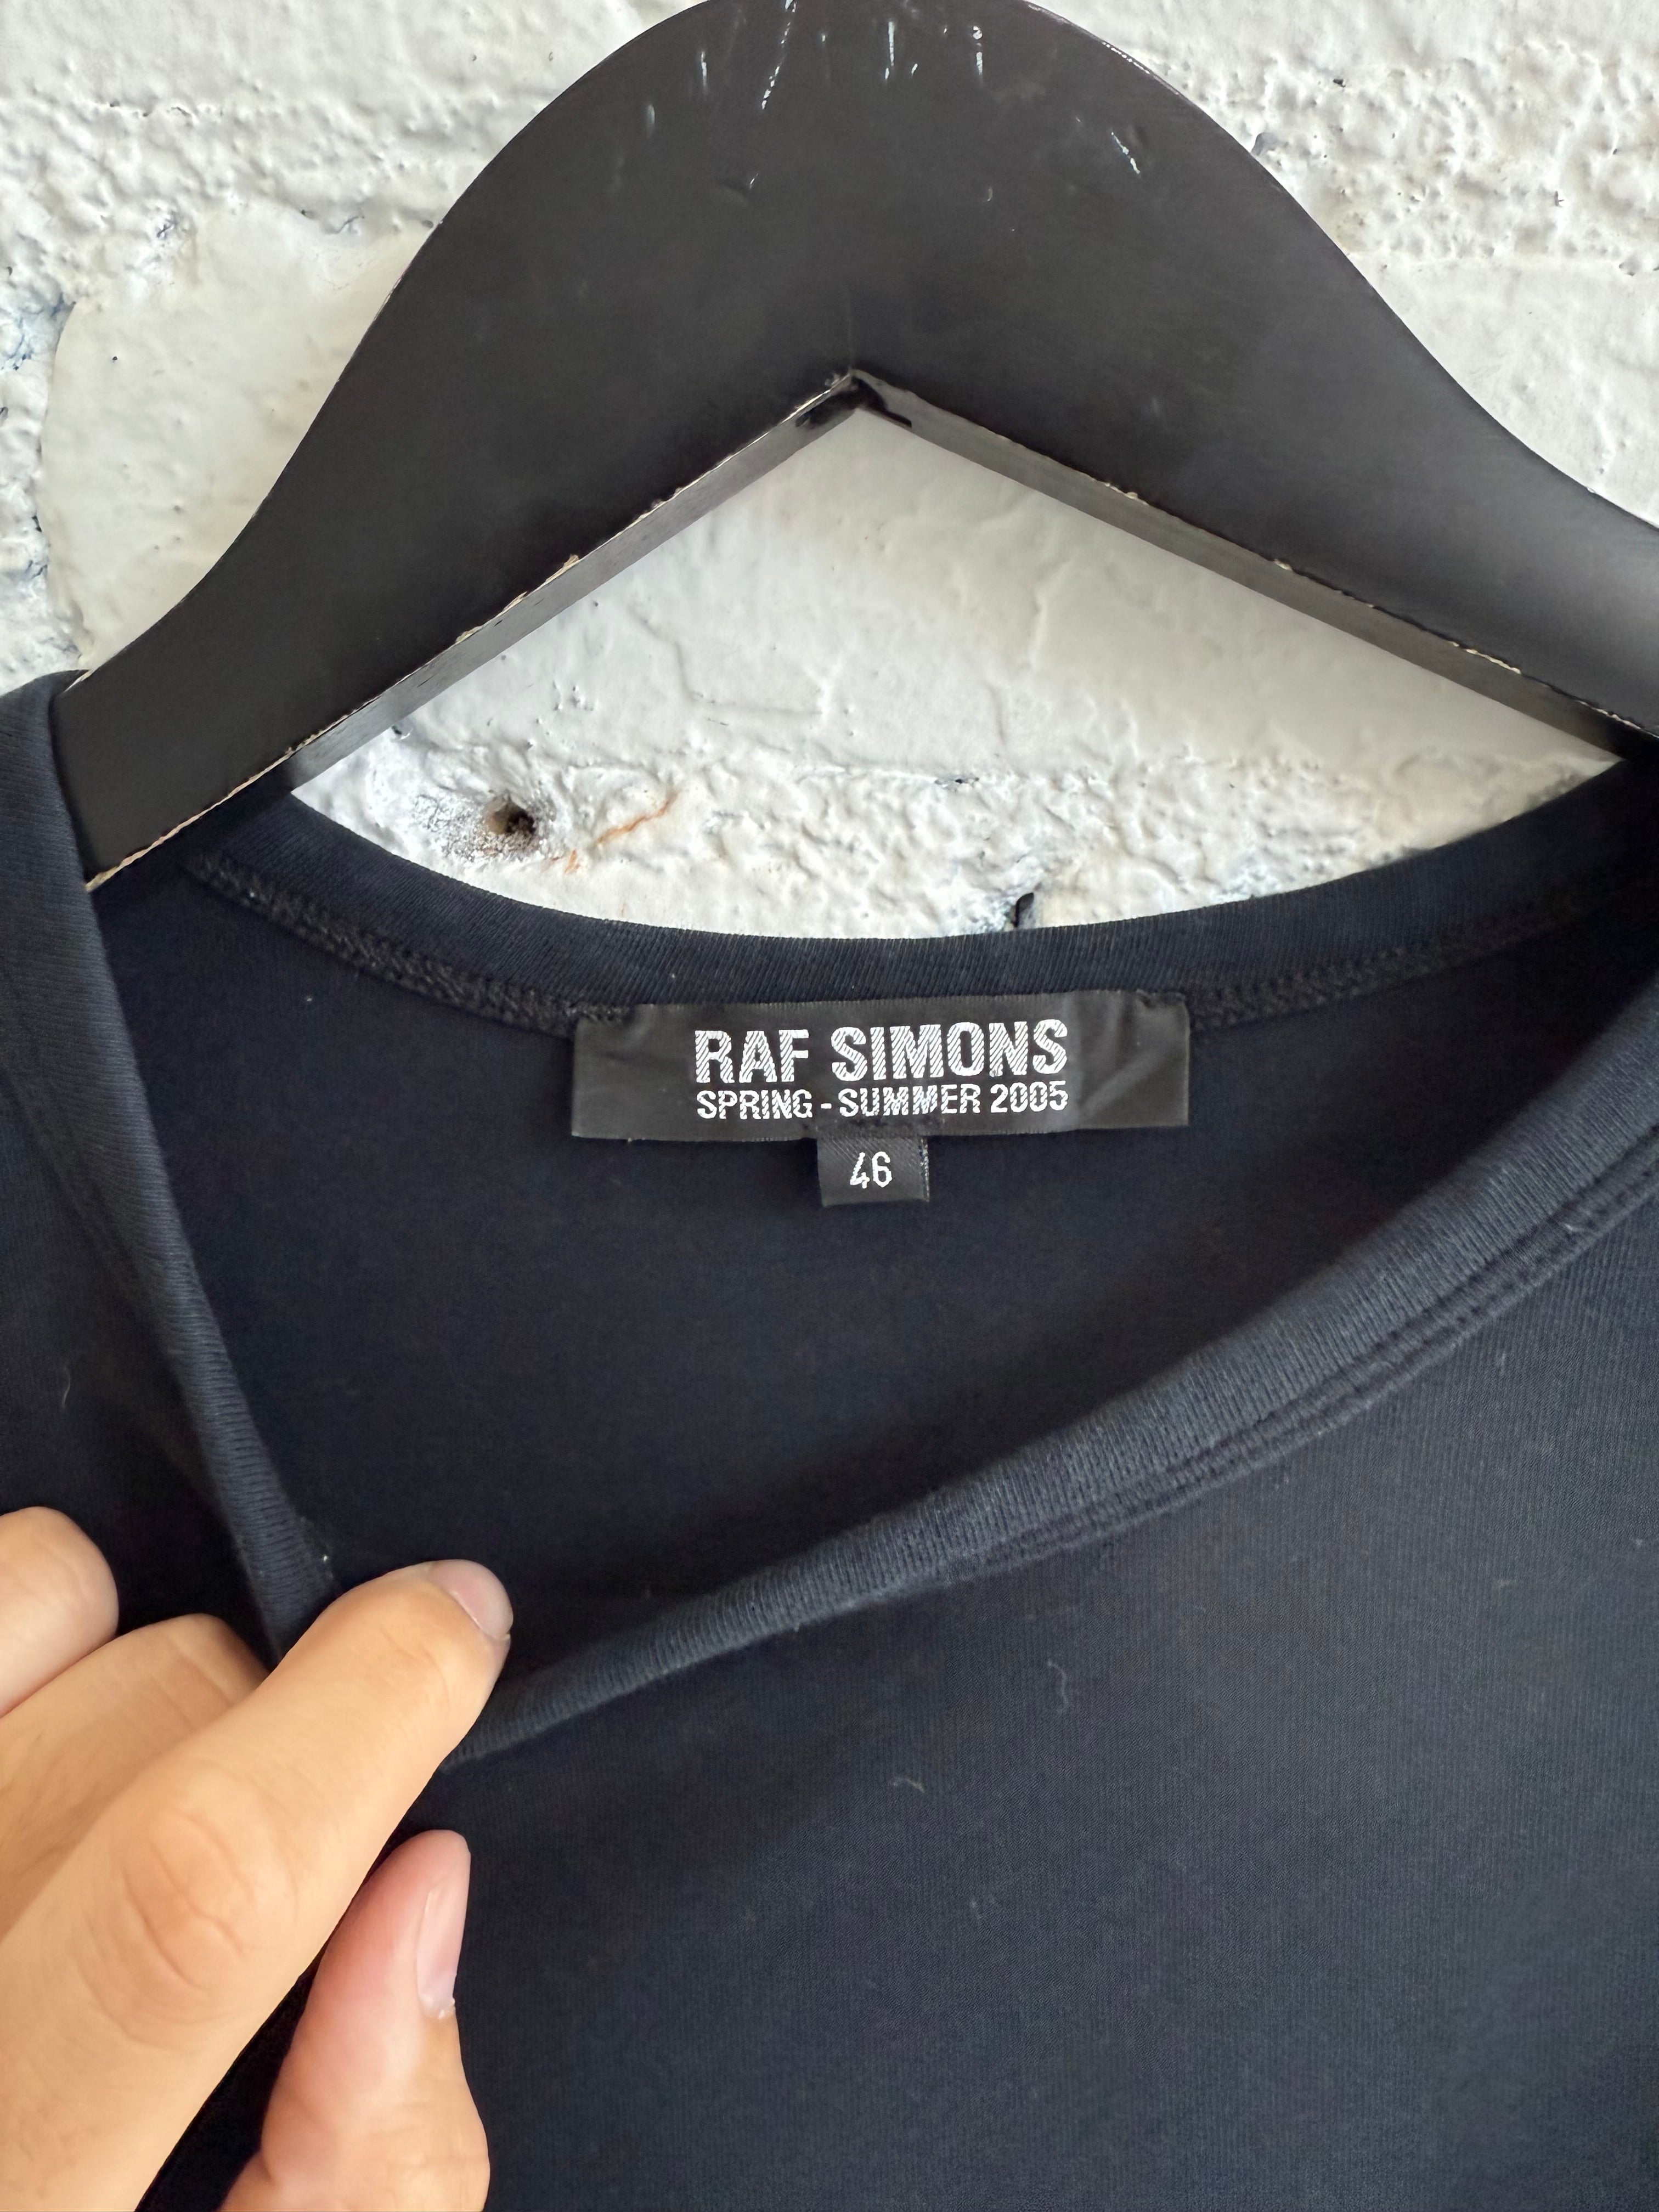 RAF SIMONS
SPRING - SUMMER 2005
46